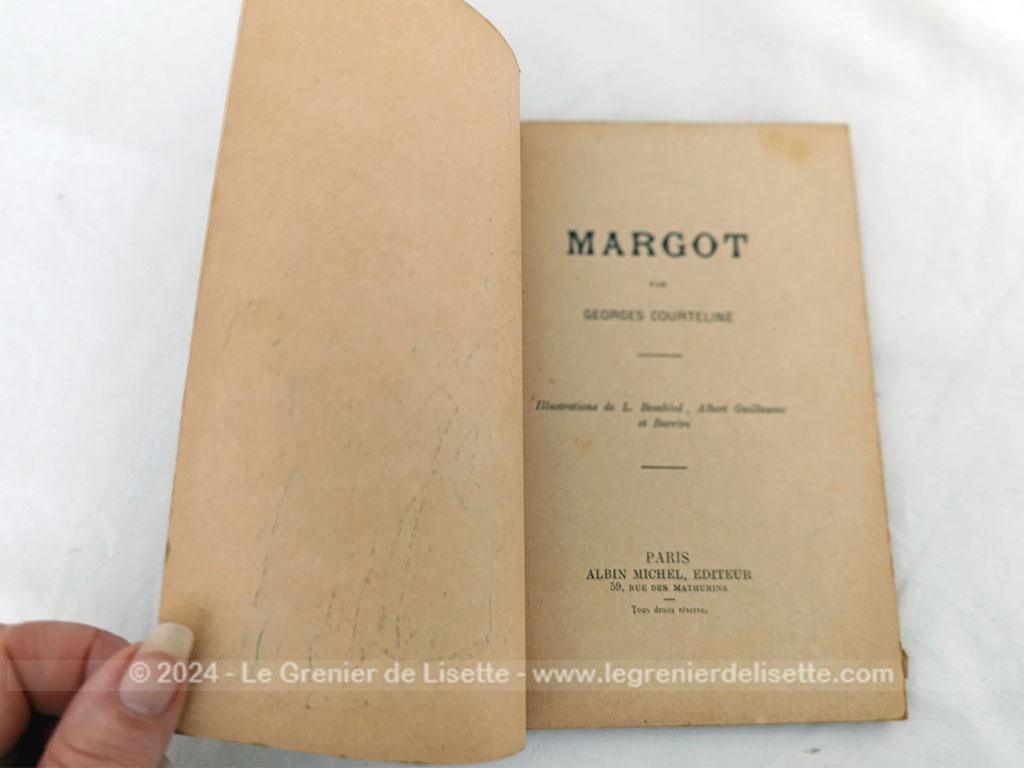 MARGOT
PAR
GEORGES COURTELINE
Illustrations de L. Bombled, Albert Guillaume
et Barrère
PARIS
ALBIN MICHEL, EDITEUR
59, RUE DES MATHURINS
Tous droits réservés
© 2024 - Le Grenier de Lisette - www.legrenierdelisette.com